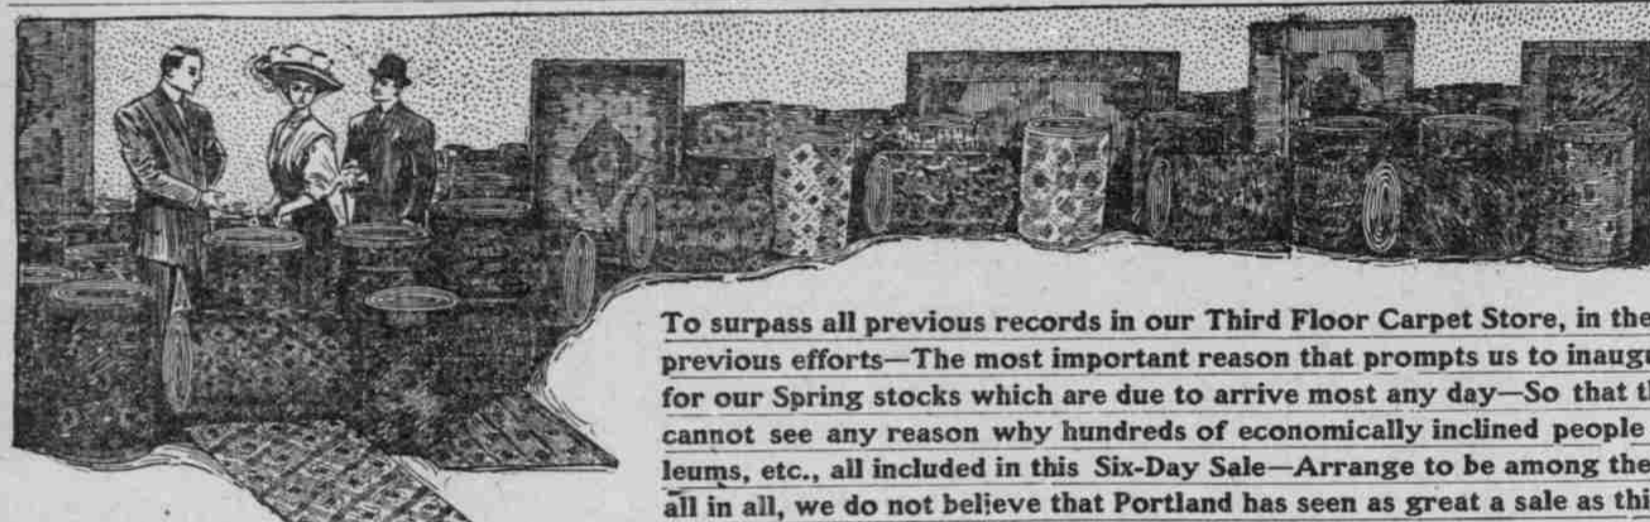 To surpass all previous records in our Third Floor Carpet Store, in the
previous efforts—The most important reason that prompts us to inaugu
for our Spring stocks which are due to arrive most any day—So that t
cannot see any reason why hundreds of economically inclined people
leums, etc., all included in this Six-Day Sale—Arrange to be among the
all in all, we do not believe that Portland has seen as great a sale as thi